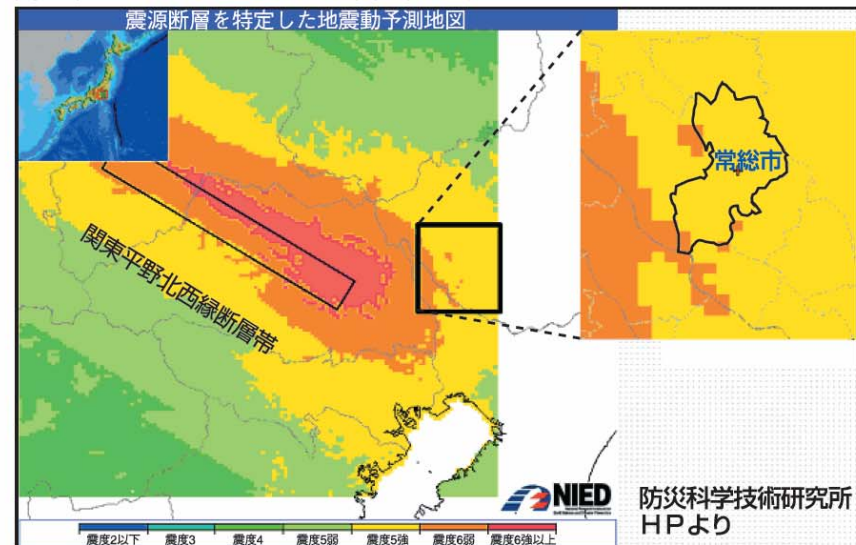 震源断層を特定した地震動予測地図
常総市
関東平野北西縁断層帯
NIED
防災科学技術研究所
HPより
震度2以下 震度3 震度4 震度5弱 震度5強 震度6弱 震度6強以上